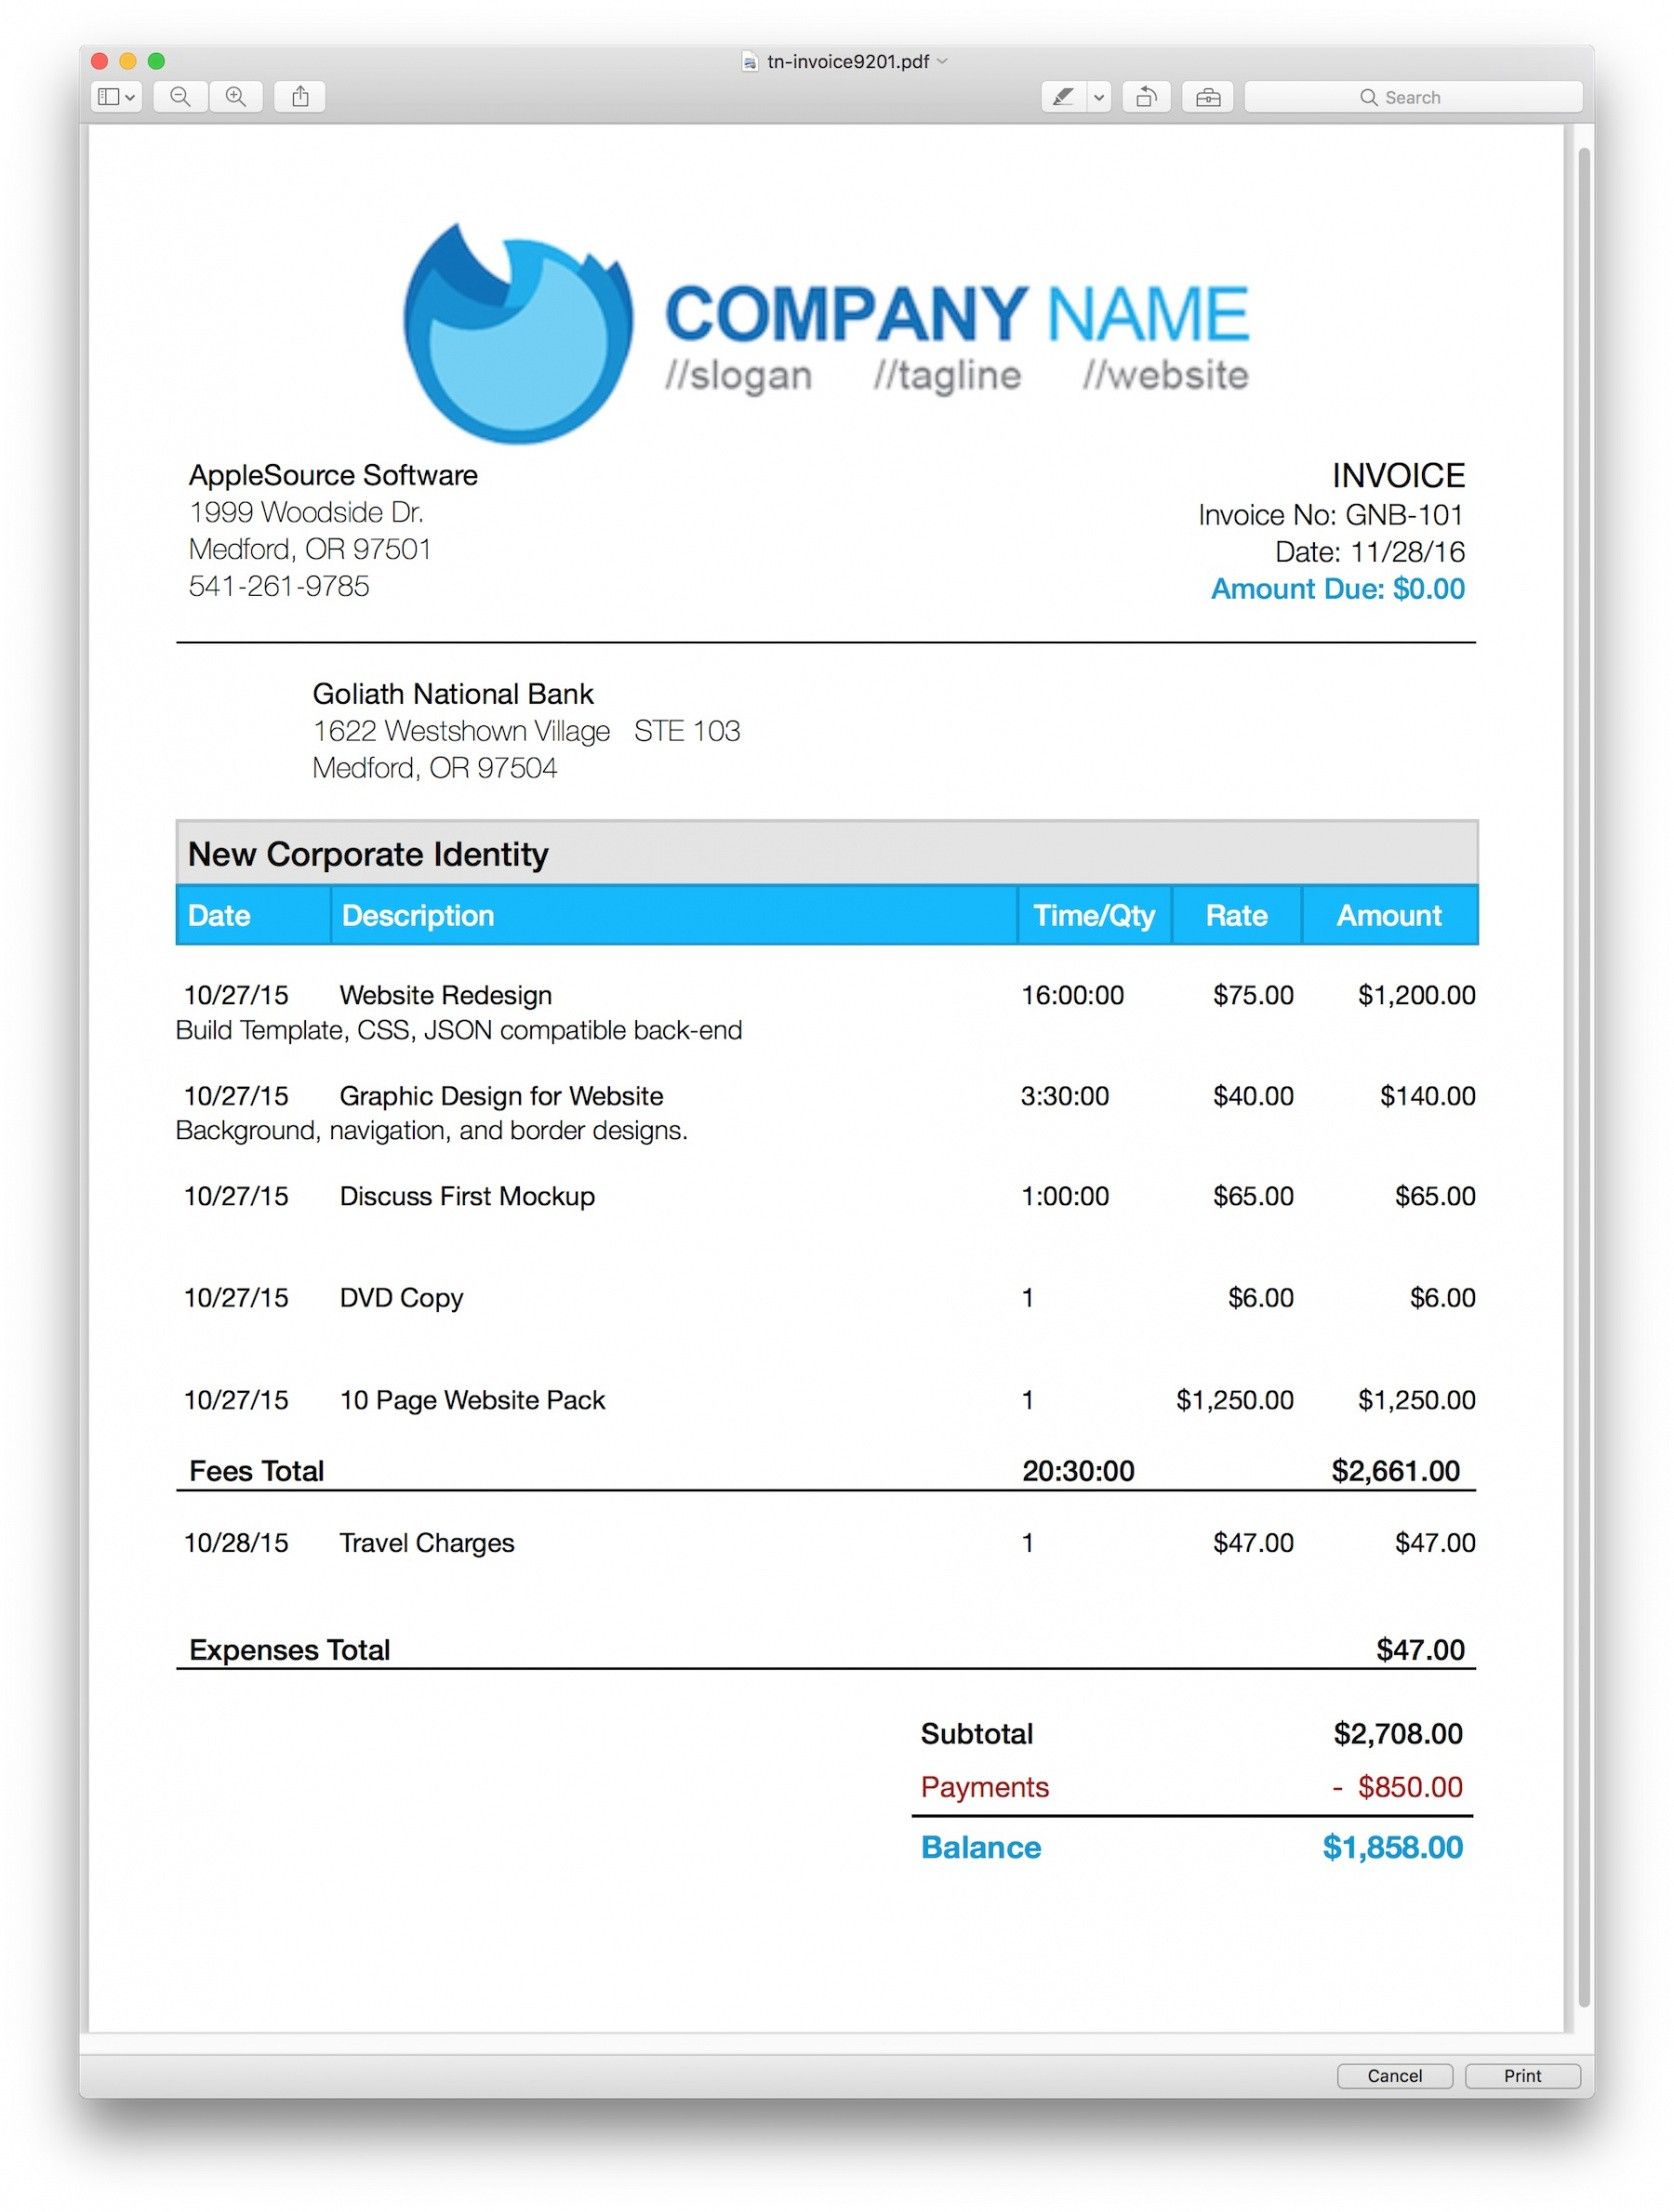 tn-invoice9201.pdf
Search
COMPANY NAME
//slogan //tagline //website
AppleSource Software
1999 Woodside Dr.
Medford, OR 97501
541-261-9785
INVOICE
Invoice No: GNB-101
Date: 11/28/16
Amount Due: $0.00
Goliath National Bank
1622 Westshown Village STE 103
Medford, OR 97504
New Corporate Identity
Date Description Time/Qty Rate Amount
10/27/15 Website Redesign 16:00:00 $75.00 $1,200.00
Build Template, CSS, JSON compatible back-end
10/27/15 Graphic Design for Website 3:30:00 $40.00 $140.00
Background, navigation, and border designs.
10/27/15 Discuss First Mockup 1:00:00 $65.00 $65.00
10/27/15 DVD Copy 1 $6.00 $6.00
10/27/15 10 Page Website Pack 1 $1,250.00 $1,250.00
Fees Total 20:30:00 $2,661.00
10/28/15 Travel Charges 1 $47.00 $47.00
Expenses Total $47.00
Subtotal $2,708.00
Payments - $850.00
Balance $1,858.00
Cancel Print